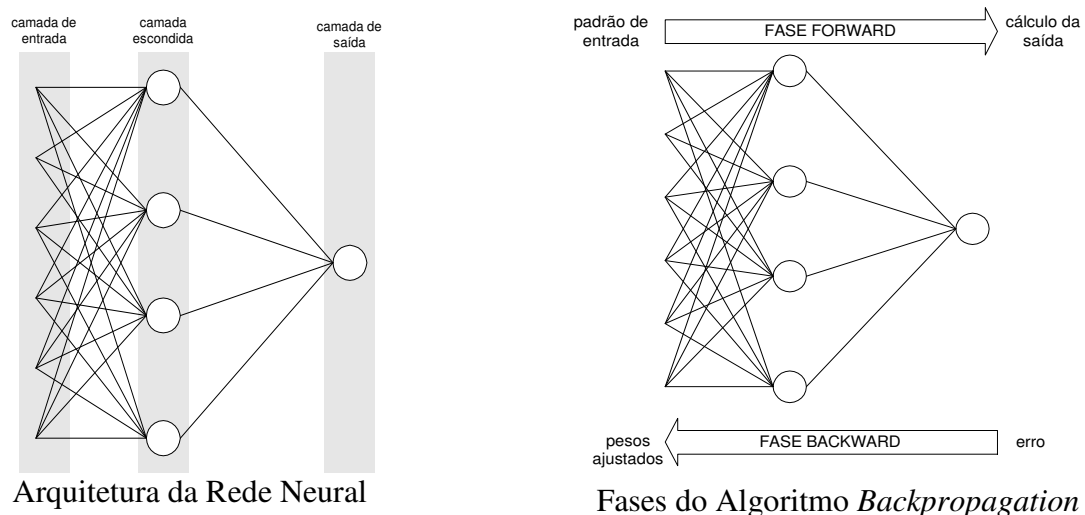 camada de
entrada
camada
escondida
camada de
saída
Arquitetura da Rede Neural
padrão de
entrada
FASE FORWARD
cálculo da
saída
pesos
ajustados
FASE BACKWARD
erro
Fases do Algoritmo Backpropagation